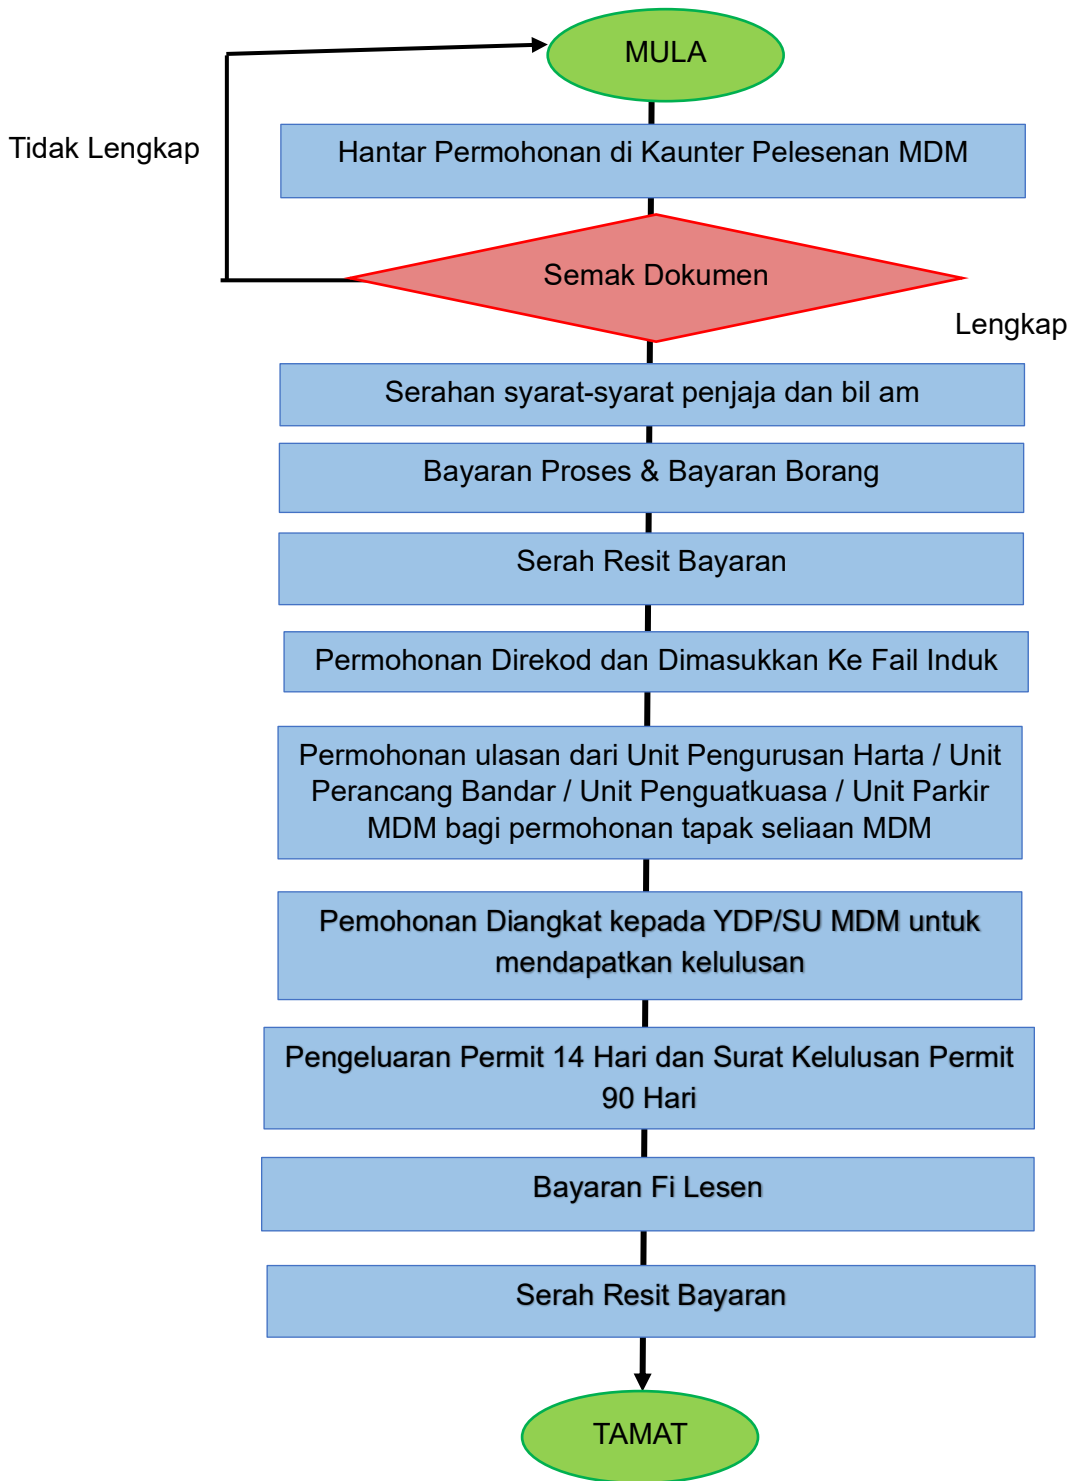 MULA
Tidak Lengkap
Hantar Permohonan di Kaunter Pelesenan MDM
Semak Dokumen
Lengkap
Serahan syarat-syarat penjaja dan bil am
Bayaran Proses & Bayaran Borang
Serah Resit Bayaran
Permohonan Direkod dan Dimasukkan Ke Fail Induk
Permohonan ulasan dari Unit Pengurusan Harta / Unit
Perancang Bandar / Unit Penguatkuasa / Unit Parkir
MDM bagi permohonan tapak seliaan MDM
Pemohonan Diangkat kepada YDP/SU MDM untuk
mendapatkan kelulusan
Pengeluaran Permit 14 Hari dan Surat Kelulusan Permit
90 Hari
Bayaran Fi Lesen
Serah Resit Bayaran
TAMAT